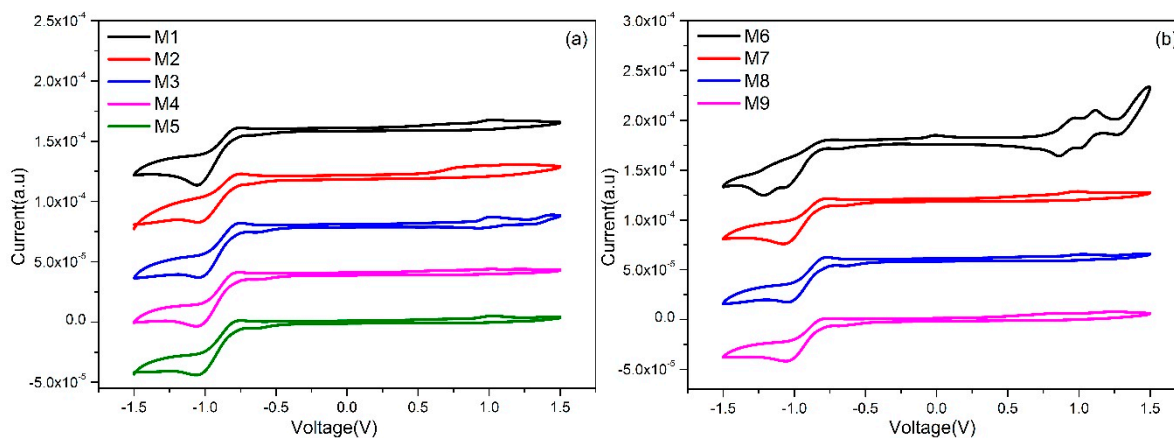 (a)
M1
M2
M3
M4
M5
2.5x10⁻⁴
2.0x10⁻⁴
1.5x10⁻⁴
1.0x10⁻⁴
5.0x10⁻⁵
0.0
-5.0x10⁻⁵
Current(a.u)
-1.5 -1.0 -0.5 0.0 0.5 1.0 1.5
Voltage(V)
(b)
M6
M7
M8
M9
3.0x10⁻⁴
2.5x10⁻⁴
2.0x10⁻⁴
1.5x10⁻⁴
1.0x10⁻⁴
5.0x10⁻⁵
0.0
-5.0x10⁻⁵
Current(a.u)
-1.5 -1.0 -0.5 0.0 0.5 1.0 1.5
Voltage(V)